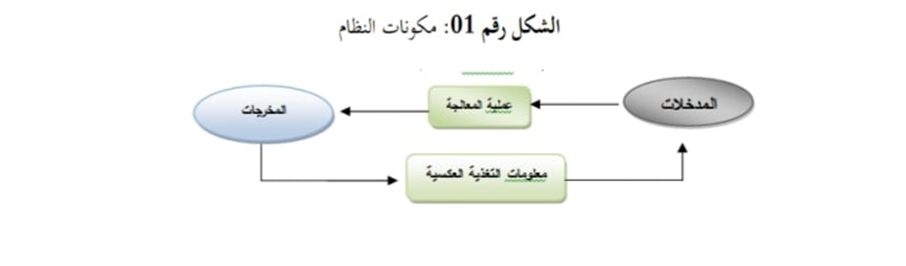 الشكل رقم 01: مكونات النظام
المدخلات
عملية المعالجة
المخرجات
معلومات التغذية العكسية